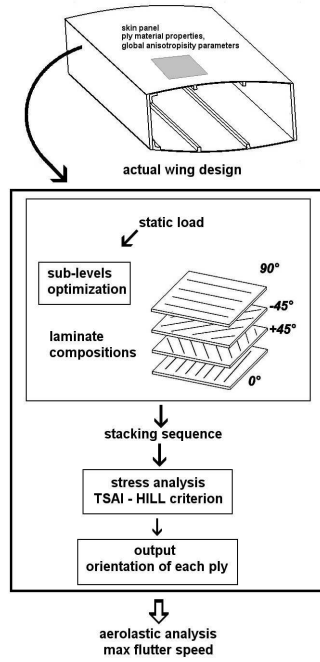 skin panel
ply material properties,
global anisotropisity parameters
actual wing design
static load
sub-levels
optimization
laminate
compositions
90°
-45°
+45°
0°
stacking sequence
stress analysis
TSAI - HILL criterion
output
orientation of each ply
aerolastic analysis
max flutter speed